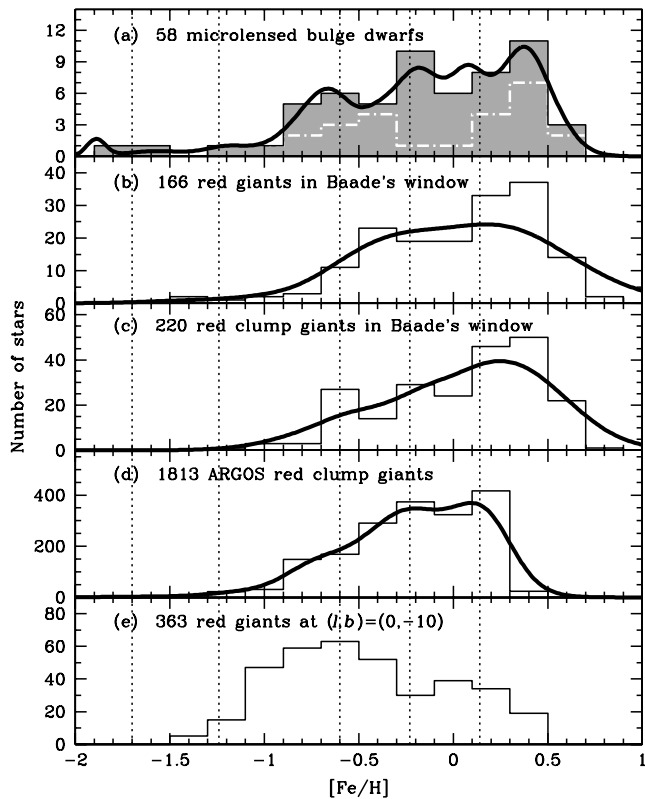 (a) 58 microlensed bulge dwarfs
12
9
6
3
0
(b) 166 red giants in Baade's window
40
30
20
10
0
(c) 220 red clump giants in Baade's window
60
40
20
0
(d) 1813 ARGOS red clump giants
400
200
0
(e) 363 red giants at (l,b)=(0,−10)
80
60
40
20
0
Number of stars
−2 −1.5 −1 −0.5 0 0.5 1
[Fe/H]